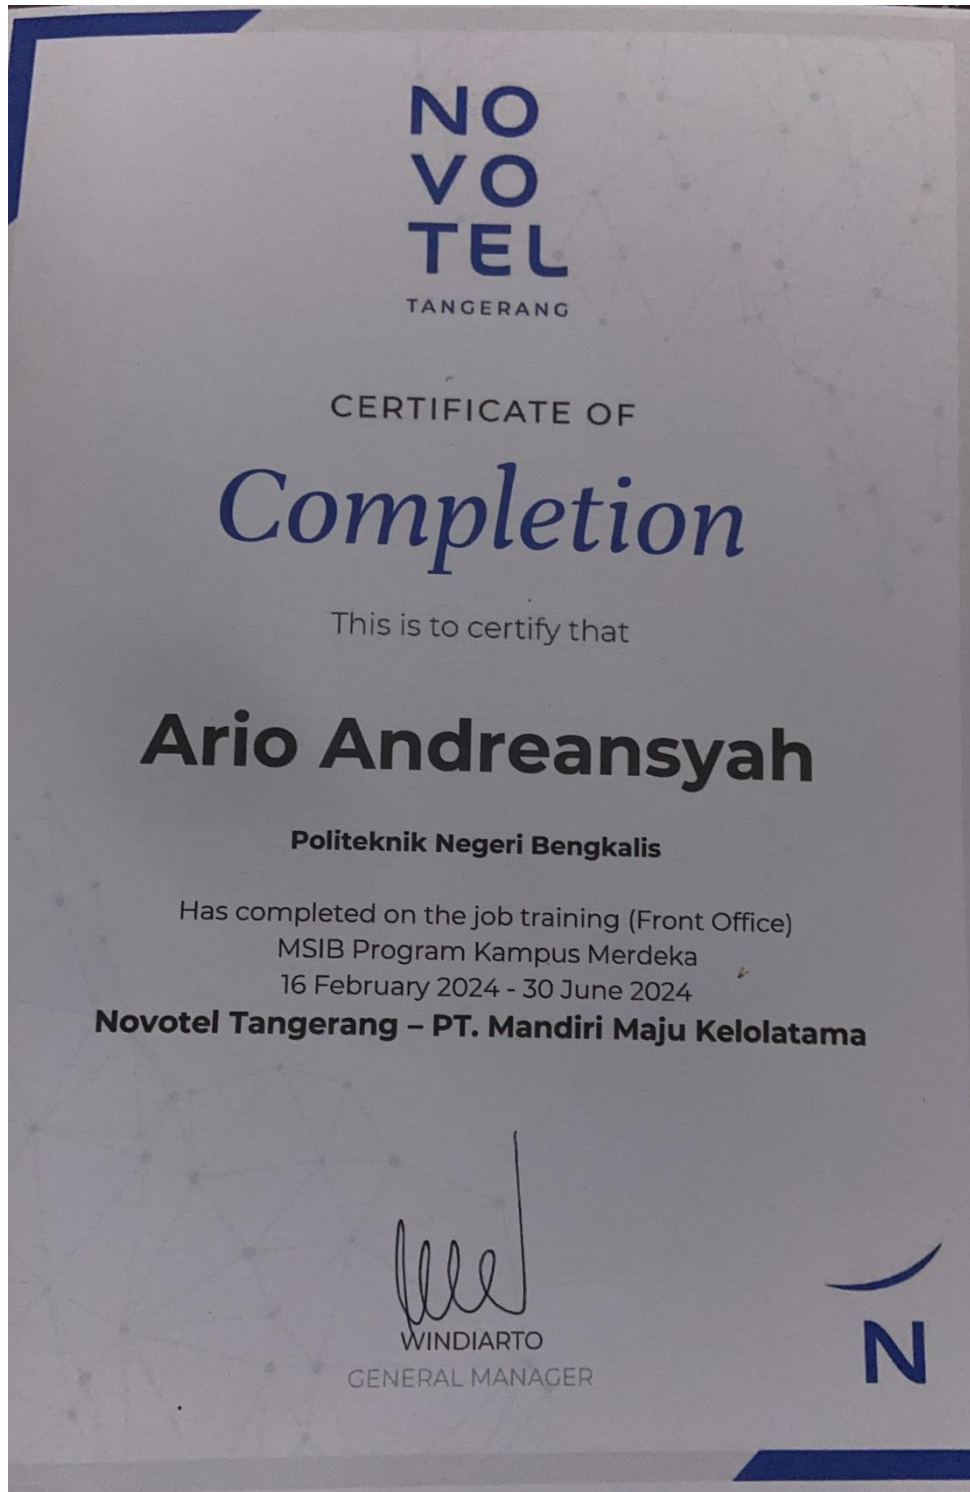 NO
VO
TEL
TANGERANG
CERTIFICATE OF
Completion
This is to certify that
Ario Andreansyah
Politeknik Negeri Bengkalis
Has completed on the job training (Front Office)
MSIB Program Kampus Merdeka
16 February 2024 - 30 June 2024
Novotel Tangerang – PT. Mandiri Maju Kelolatama
WINDIARTO
GENERAL MANAGER
N